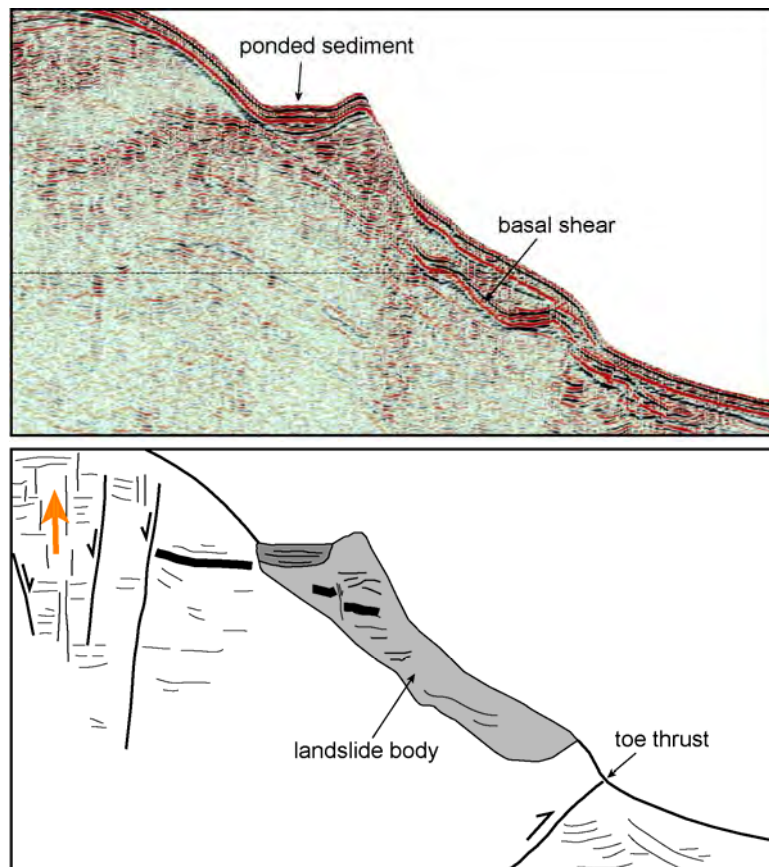 ponded sediment
basal shear
landslide body
toe thrust